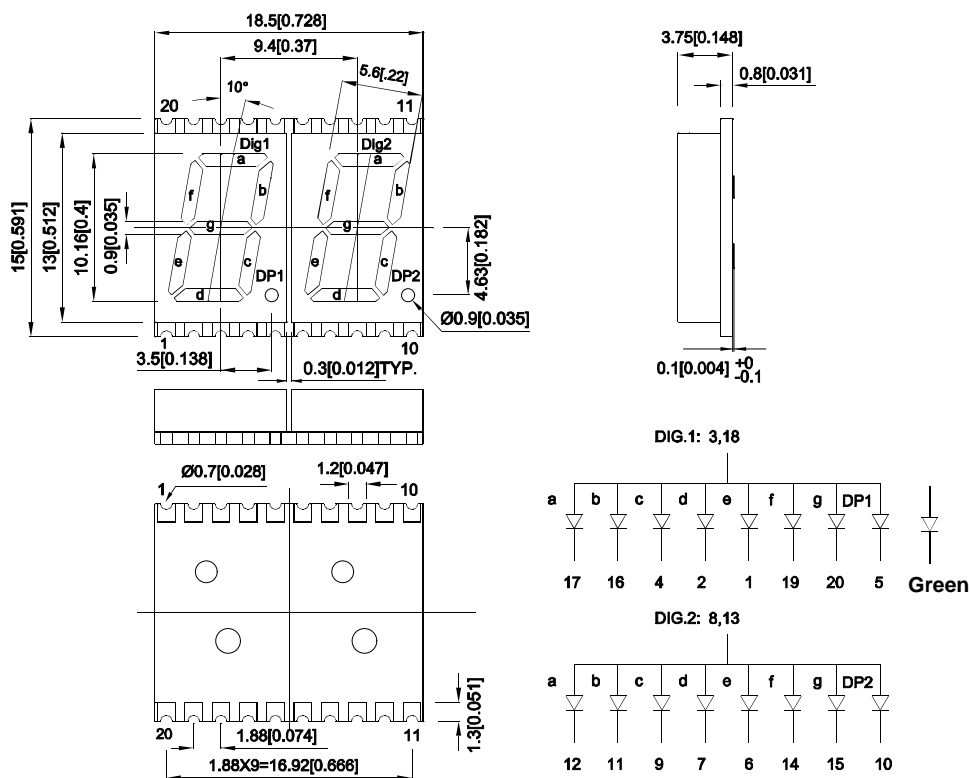 18.5[0.728]
9.4[0.37]
5.6[.22]
10°
20
11
Dig1
Dig2
a
a
f
b
f
b
g
g
e
c
DP1
e
c
DP2
d
d
15[0.591]
13[0.512]
10.16[0.4]
0.9[0.035]
4.63[0.182]
Ø0.9[0.035]
1
10
3.5[0.138]
0.3[0.012]TYP.
3.75[0.148]
0.8[0.031]
0.1[0.004] +0
-0.1
Ø0.7[0.028]
1.2[0.047]
1
10
20
1.88[0.074]
11
1.3[0.051]
1.88X9=16.92[0.666]
DIG.1: 3,18
a b c d e f g DP1
17 16 4 2 1 19 20 5
Green
DIG.2: 8,13
a b c d e f g DP2
12 11 9 7 6 14 15 10